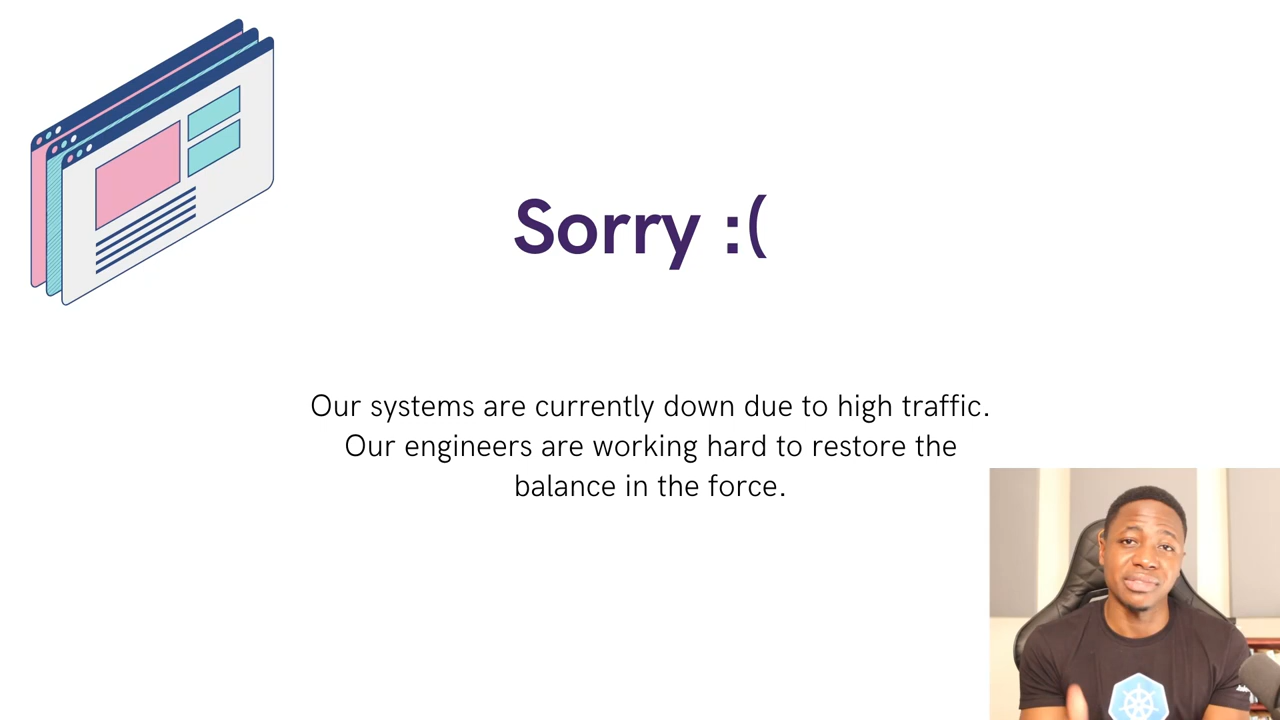 Sorry :(
Our systems are currently down due to high traffic.
Our engineers are working hard to restore the
balance in the force.